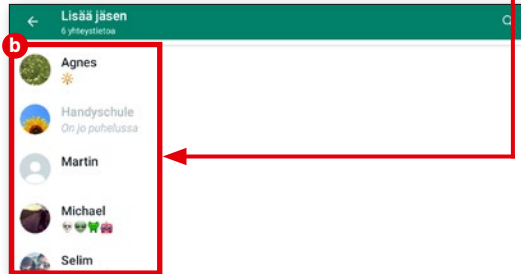 Lisää jäsen
6 yhteystietoa
b
Agnes
🔆
Handyschule
On jo puhelussa
Martin
Michael
💀👽👹🤖
Selim